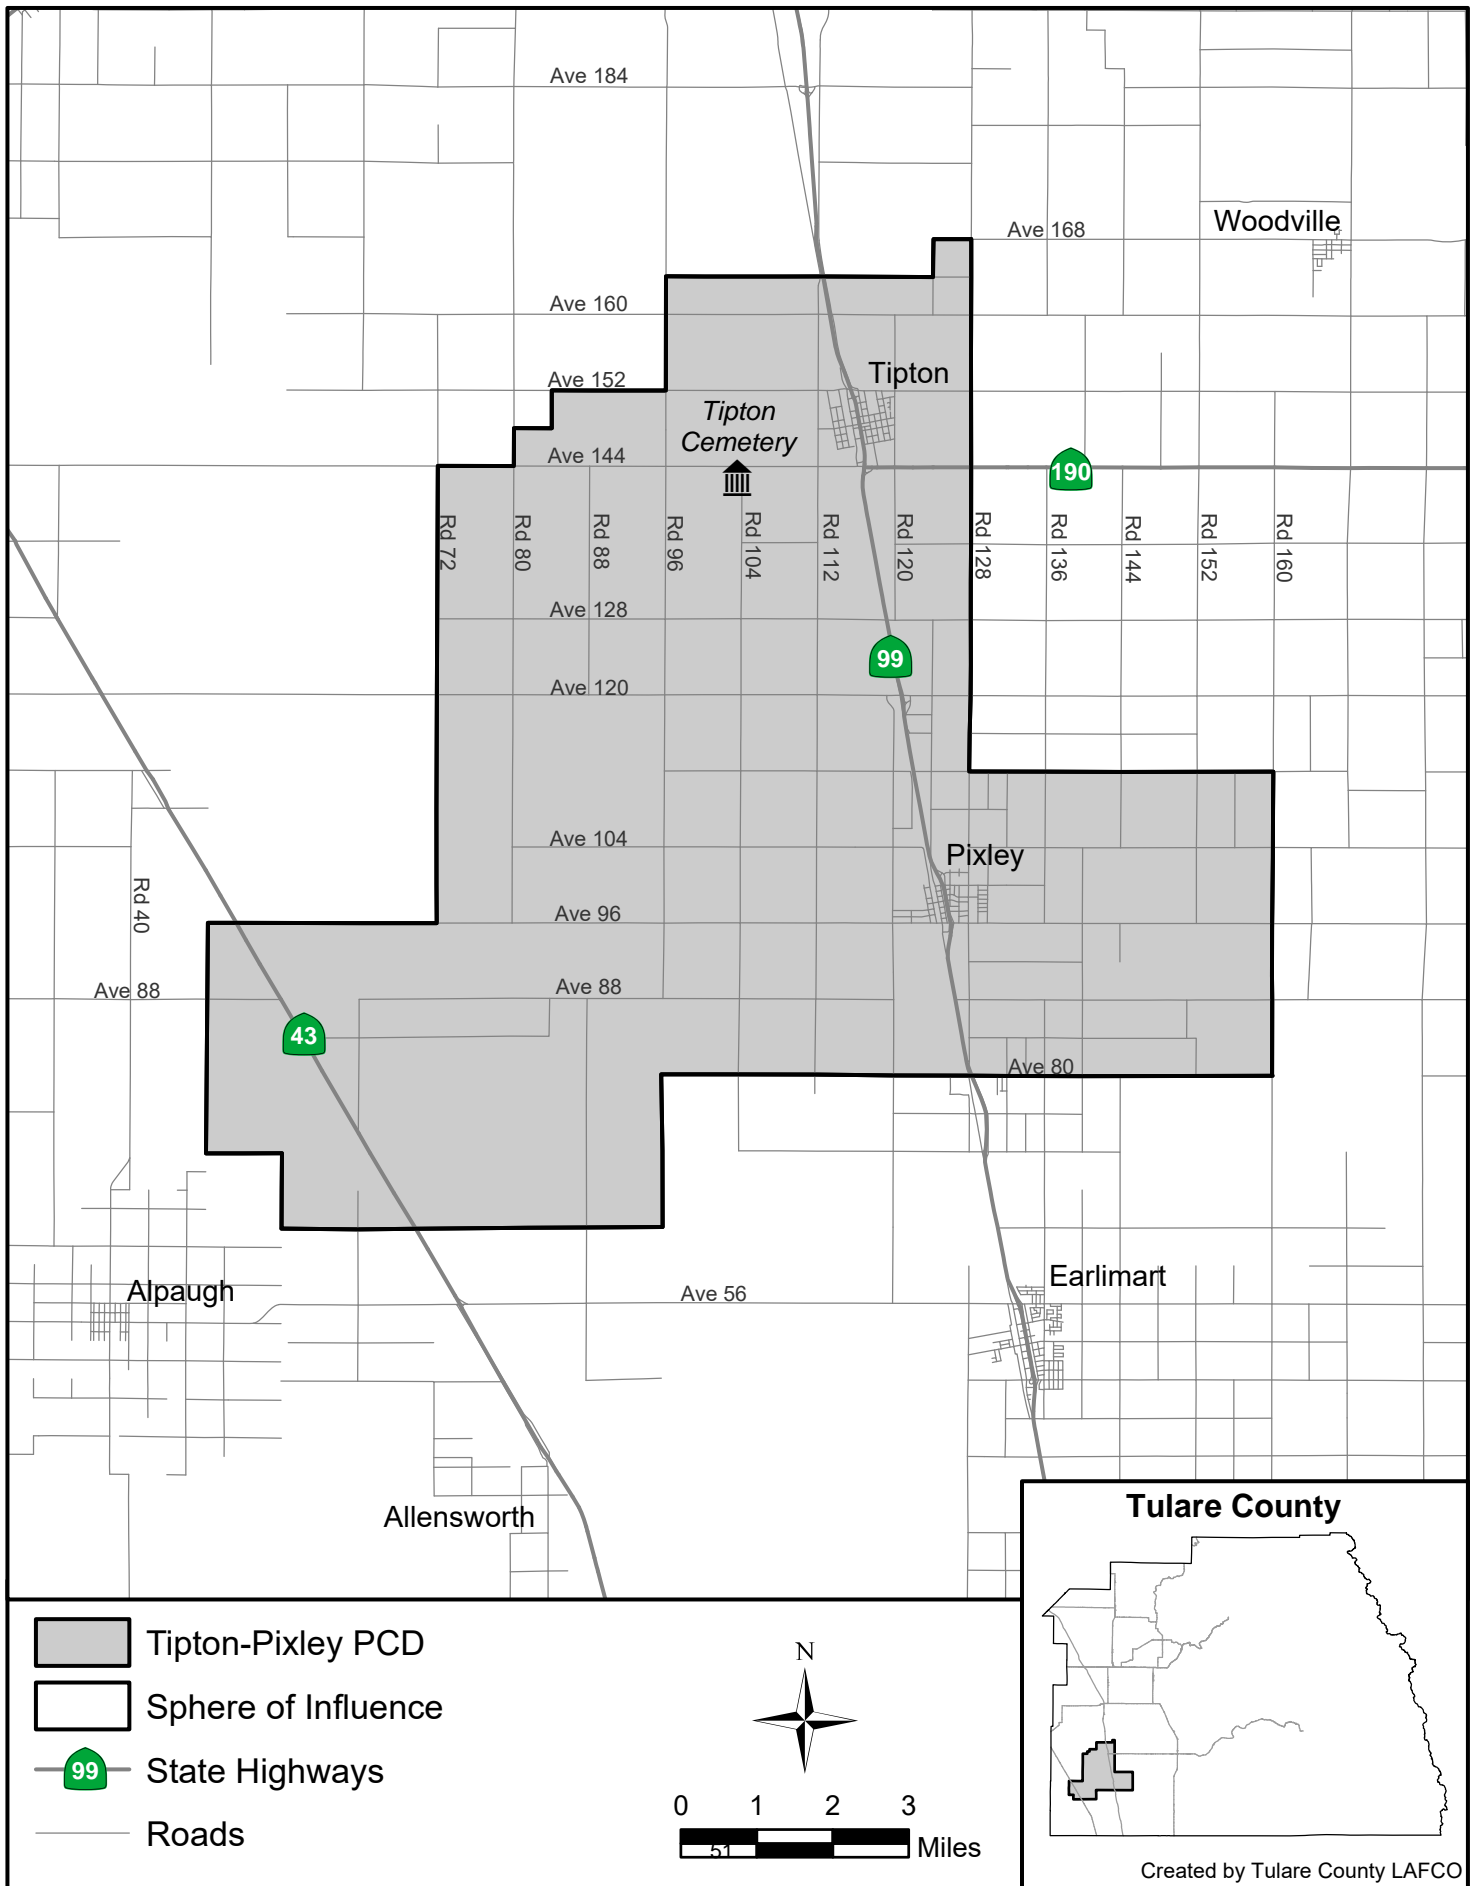 Ave 184
Ave 168
Woodville
Ave 160
Tipton
Ave 152
Tipton
Cemetery
Ave 144
190
Rd 72
Rd 80
Rd 88
Rd 96
Rd 104
Rd 112
Rd 120
Rd 128
Rd 136
Rd 144
Rd 152
Rd 160
Ave 128
99
Ave 120
Ave 104
Pixley
Rd 40
Ave 96
Ave 88
Ave 88
43
Ave 80
Earlimart
Alpaugh
Ave 56
Allensworth
Tulare County
Tipton-Pixley PCD
Sphere of Influence
99
State Highways
Roads
N
0 1 2 3
Miles
51
Created by Tulare County LAFCO